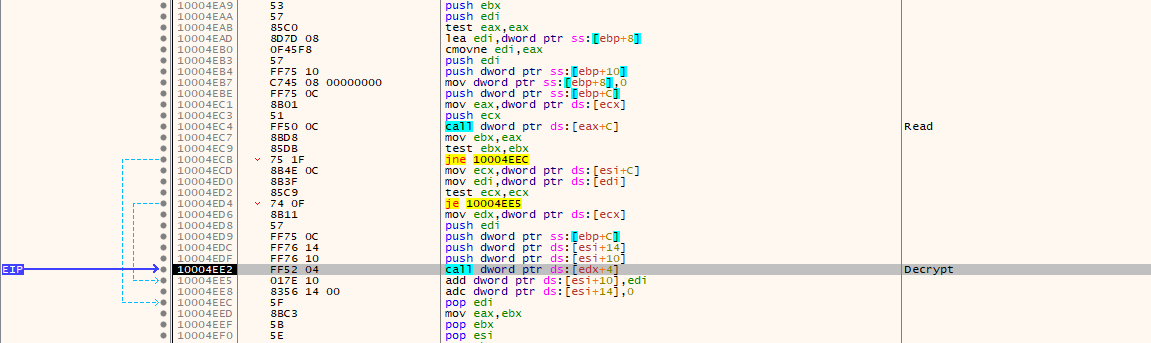 10004EA9 53 push ebx
10004EAA 57 push edi
10004EAB 85C0 test eax,eax
10004EAD 8D7D 08 lea edi,dword ptr ss:[ebp+8]
10004EB0 0F45F8 cmovne edi,eax
10004EB3 57 push edi
10004EB4 FF75 10 push dword ptr ss:[ebp+10]
10004EB7 C745 08 00000000 mov dword ptr ss:[ebp+8],0
10004EBE FF75 0C push dword ptr ss:[ebp+C]
10004EC1 8B01 mov eax,dword ptr ds:[ecx]
10004EC3 51 push ecx
10004EC4 FF50 0C call dword ptr ds:[eax+C] Read
10004EC7 8BD8 mov ebx,eax
10004EC9 85DB test ebx,ebx
10004ECB 75 1F jne 10004EEC
10004ECD 8B4E 0C mov ecx,dword ptr ds:[esi+C]
10004ED0 8B3F mov edi,dword ptr ds:[edi]
10004ED2 85C9 test ecx,ecx
10004ED4 74 0F je 10004EE5
10004ED6 8B11 mov edx,dword ptr ds:[ecx]
10004ED8 57 push edi
10004ED9 FF75 0C push dword ptr ss:[ebp+C]
10004EDC FF76 14 push dword ptr ds:[esi+14]
10004EDF FF76 10 push dword ptr ds:[esi+10]
EIP 10004EE2 FF52 04 call dword ptr ds:[edx+4] Decrypt
10004EE5 017E 10 add dword ptr ds:[esi+10],edi
10004EE8 8356 14 00 adc dword ptr ds:[esi+14],0
10004EEC 5F pop edi
10004EED 8BC3 mov eax,ebx
10004EEF 5B pop ebx
10004EF0 5E pop esi